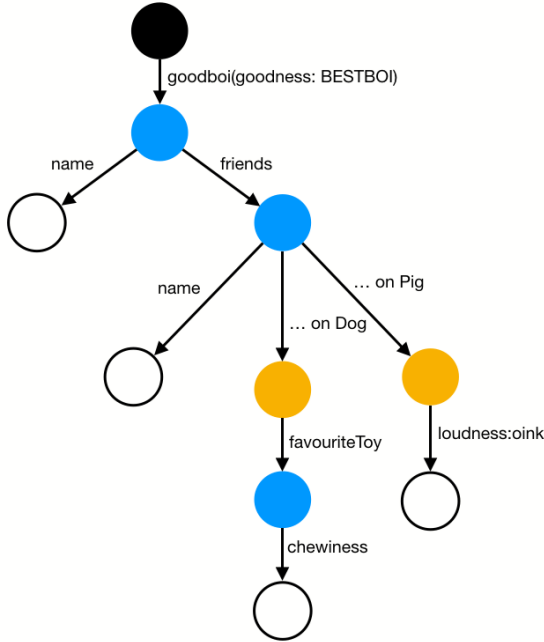 goodboi(goodness: BESTBOI)
name
friends
name
… on Dog
… on Pig
favouriteToy
loudness:oink
chewiness